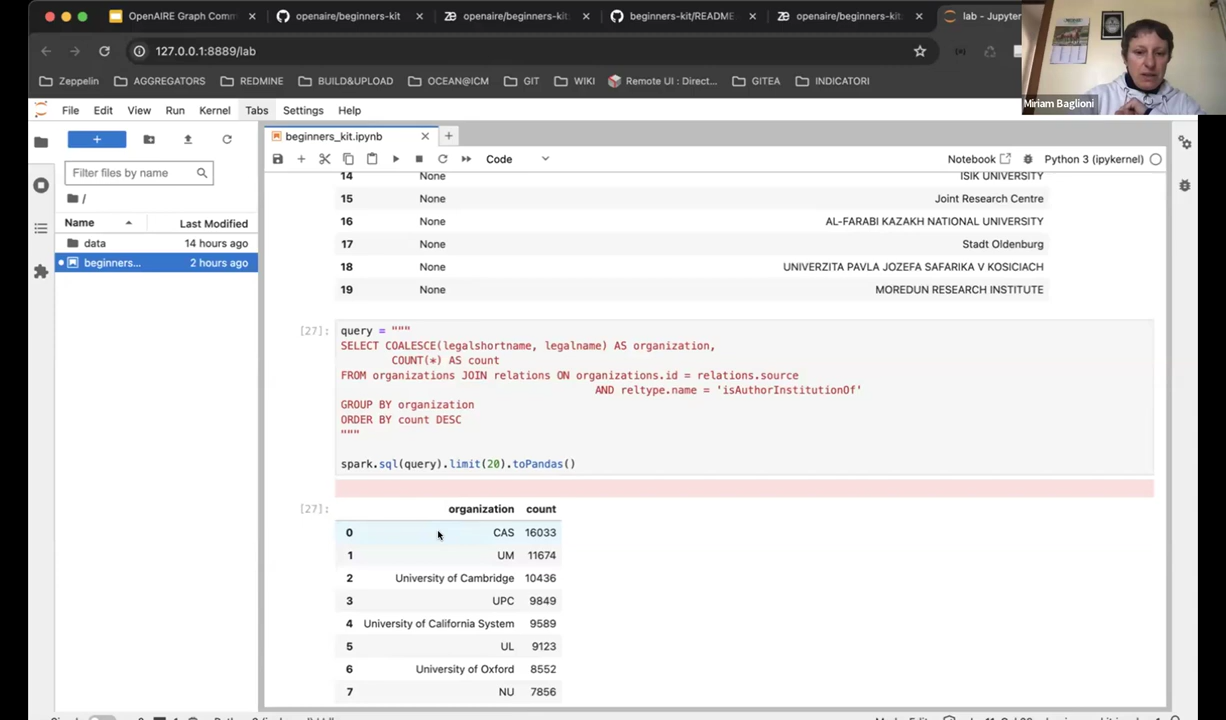 OpenAIRE Graph Comm
openaire/beginners-kit
openaire/beginners-kit:
beginners-kit/README
openaire/beginners-kit:
lab - Jupyter
127.0.0.1:8889/lab
Zeppelin
AGGREGATORS
REDMINE
BUILD&UPLOAD
OCEAN@ICM
GIT
WIKI
Remote UI : Direct...
GITEA
INDICATORI
Miriam Baglioni
File Edit View Run Kernel Tabs Settings Help
Filter files by name
/
Name Last Modified
data 14 hours ago
beginners... 2 hours ago
beginners_kit.ipynb
Code
Notebook
Python 3 (ipykernel)
14 None ISIK UNIVERSITY
15 None Joint Research Centre
16 None AL-FARABI KAZAKH NATIONAL UNIVERSITY
17 None Stadt Oldenburg
18 None UNIVERZITA PAVLA JOZEFA SAFARIKA V KOSICIACH
19 None MOREDUN RESEARCH INSTITUTE
[27]: query = """
SELECT COALESCE(legalshortname, legalname) AS organization,
COUNT(*) AS count
FROM organizations JOIN relations ON organizations.id = relations.source
AND reltype.name = 'isAuthorInstitutionOf'
GROUP BY organization
ORDER BY count DESC
"""
spark.sql(query).limit(20).toPandas()
[27]: organization count
0 CAS 16033
1 UM 11674
2 University of Cambridge 10436
3 UPC 9849
4 University of California System 9589
5 UL 9123
6 University of Oxford 8552
7 NU 7856